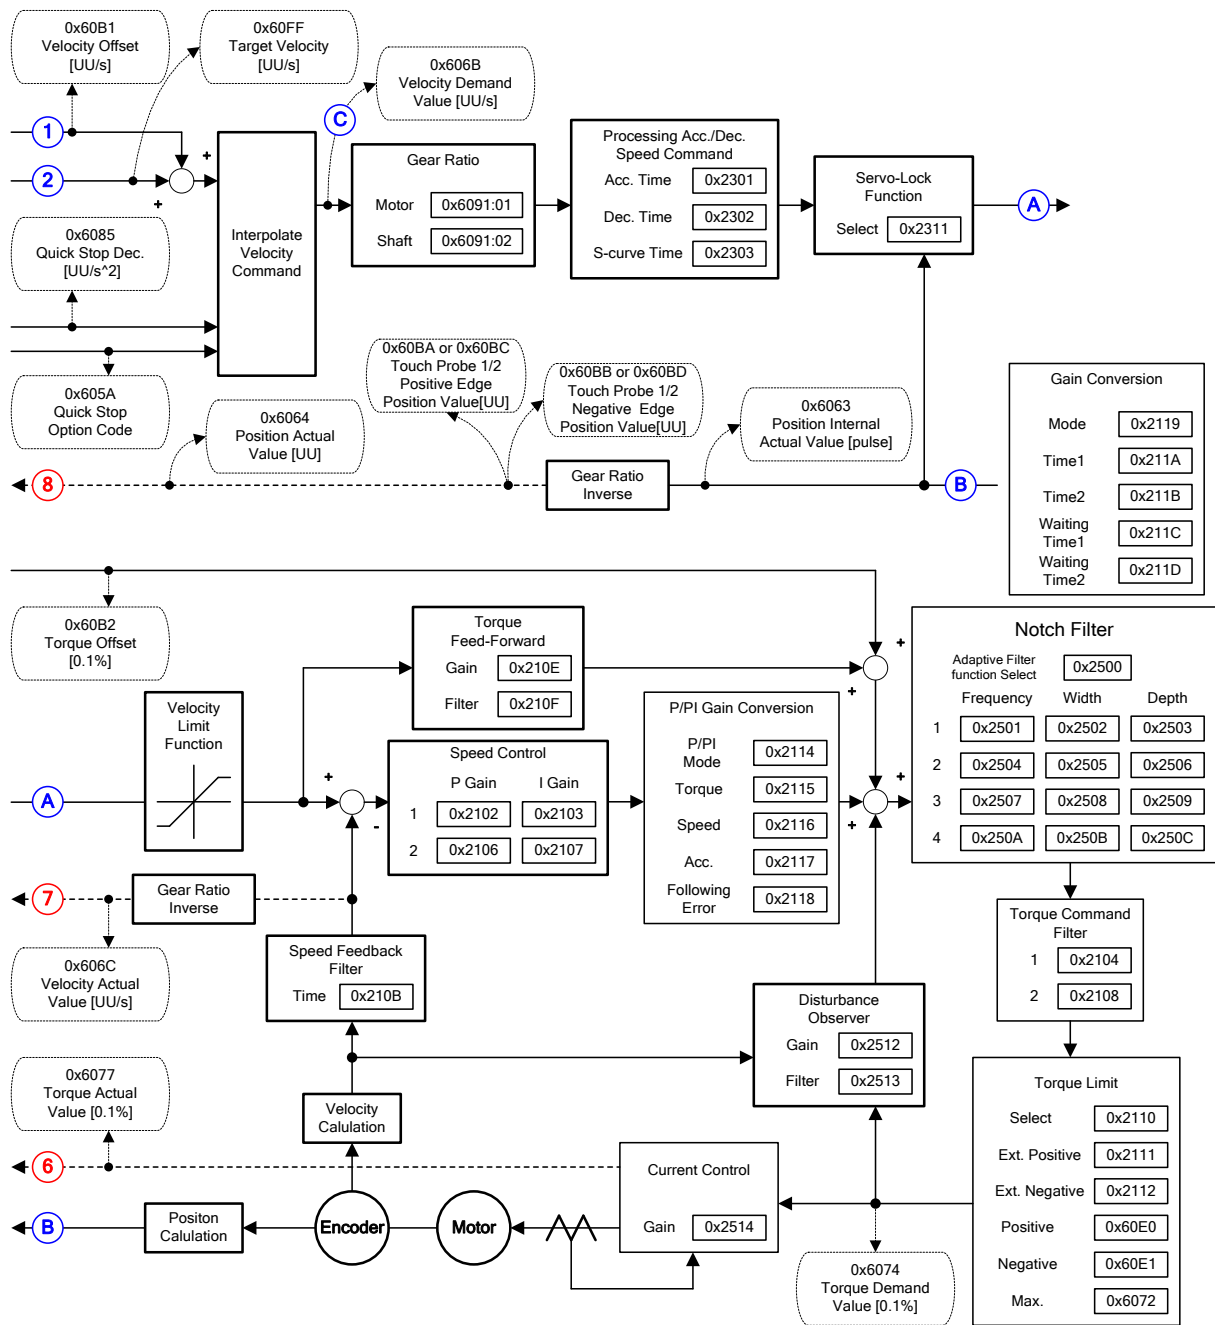 0x60B1
Velocity Offset
[UU/s]
0x60FF
Target Velocity
[UU/s]
0x606B
Velocity Demand
Value [UU/s]
1
C
2
+
+
Gear Ratio
Motor 0x6091:01
Shaft 0x6091:02
Processing Acc./Dec.
Speed Command
Acc. Time 0x2301
Dec. Time 0x2302
S-curve Time 0x2303
Servo-Lock
Function
Select 0x2311
A
0x6085
Quick Stop Dec.
[UU/s^2]
Interpolate
Velocity
Command
0x605A
Quick Stop
Option Code
0x6064
Position Actual
Value [UU]
0x60BA or 0x60BC
Touch Probe 1/2
Positive Edge
Position Value[UU]
0x60BB or 0x60BD
Touch Probe 1/2
Negative Edge
Position Value[UU]
0x6063
Position Internal
Actual Value [pulse]
Gain Conversion
Mode 0x2119
Time1 0x211A
Time2 0x211B
Waiting
Time1
0x211C
Waiting
Time2
0x211D
8
Gear Ratio
Inverse
B
0x60B2
Torque Offset
[0.1%]
Torque
Feed-Forward
Gain 0x210E
Filter 0x210F
+
+
Notch Filter
Adaptive Filter
function Select
0x2500
Frequency Width Depth
1 0x2501 0x2502 0x2503
2 0x2504 0x2505 0x2506
3 0x2507 0x2508 0x2509
4 0x250A 0x250B 0x250C
Velocity
Limit
Function
A
+
-
Speed Control
P Gain I Gain
1 0x2102 0x2103
2 0x2106 0x2107
P/PI Gain Conversion
P/PI
Mode
0x2114
Torque 0x2115
Speed 0x2116
Acc. 0x2117
Following
Error
0x2118
+
+
7
Gear Ratio
Inverse
0x606C
Velocity Actual
Value [UU/s]
Speed Feedback
Filter
Time 0x210B
Torque Command
Filter
1 0x2104
2 0x2108
Disturbance
Observer
Gain 0x2512
Filter 0x2513
0x6077
Torque Actual
Value [0.1%]
Velocity
Calulation
6
Current Control
Gain 0x2514
Torque Limit
Select 0x2110
Ext. Positive 0x2111
Ext. Negative 0x2112
Positive 0x60E0
Negative 0x60E1
Max. 0x6072
B
Positon
Calulation
Encoder
Motor
0x6074
Torque Demand
Value [0.1%]